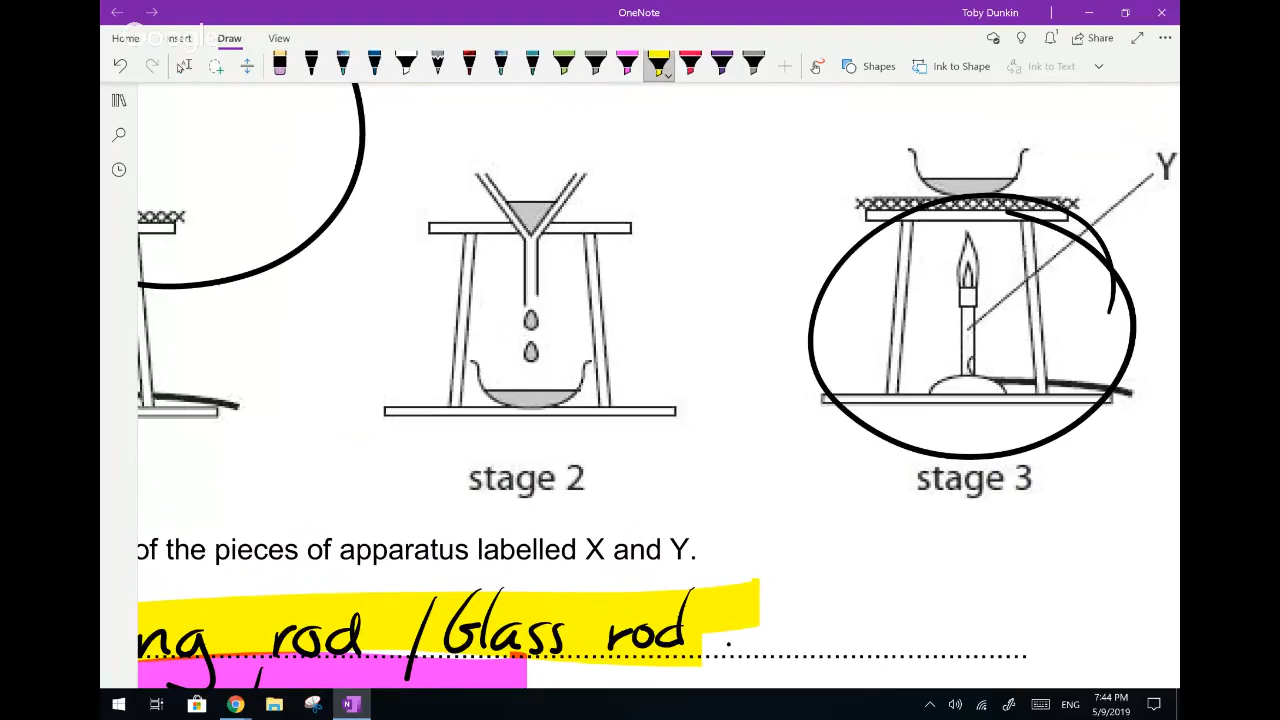 OneNote
Toby Dunkin
Home Insert Draw View
Google
Shapes
Ink to Shape
Ink to Text
Share
Y
stage 2
stage 3
of the pieces of apparatus labelled X and Y.
ng rod / Glass rod .
ENG
7:44 PM
5/9/2019